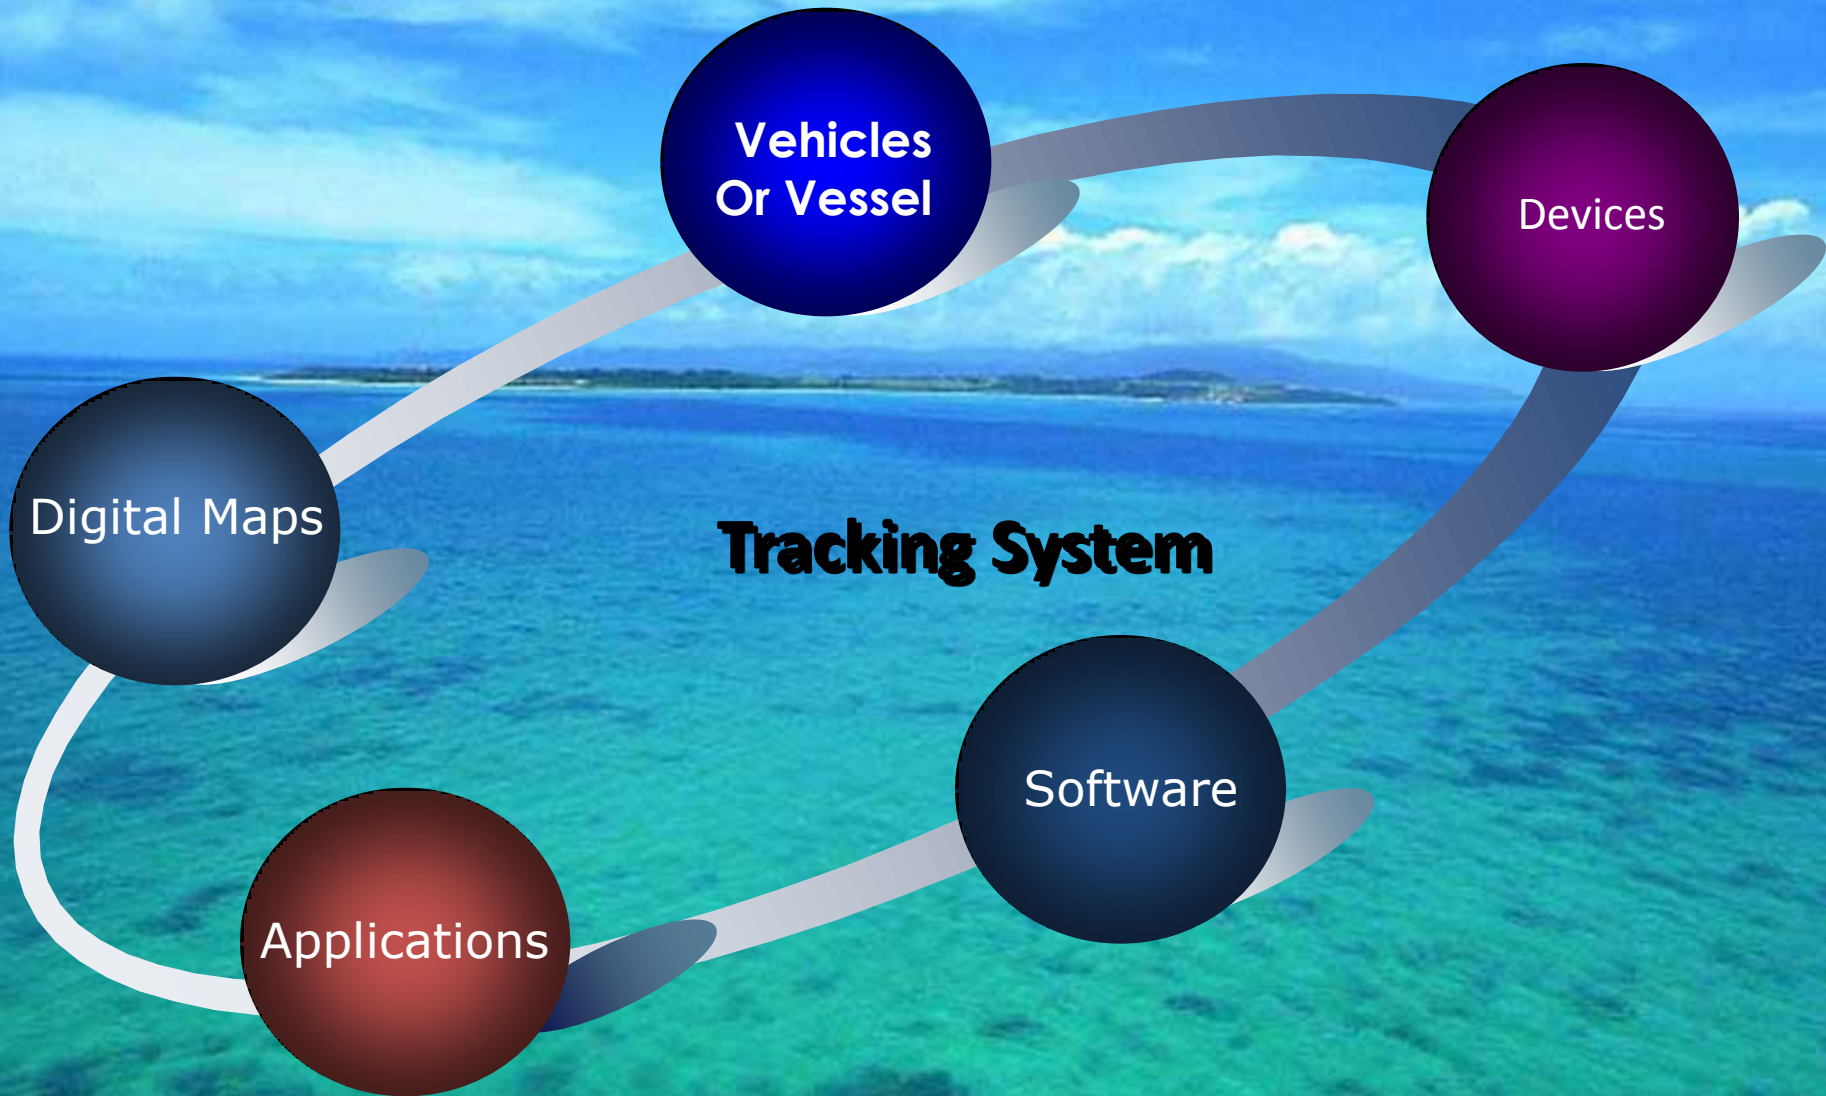 Vehicles
Or Vessel
Devices
Digital Maps
Tracking System
Software
Applications